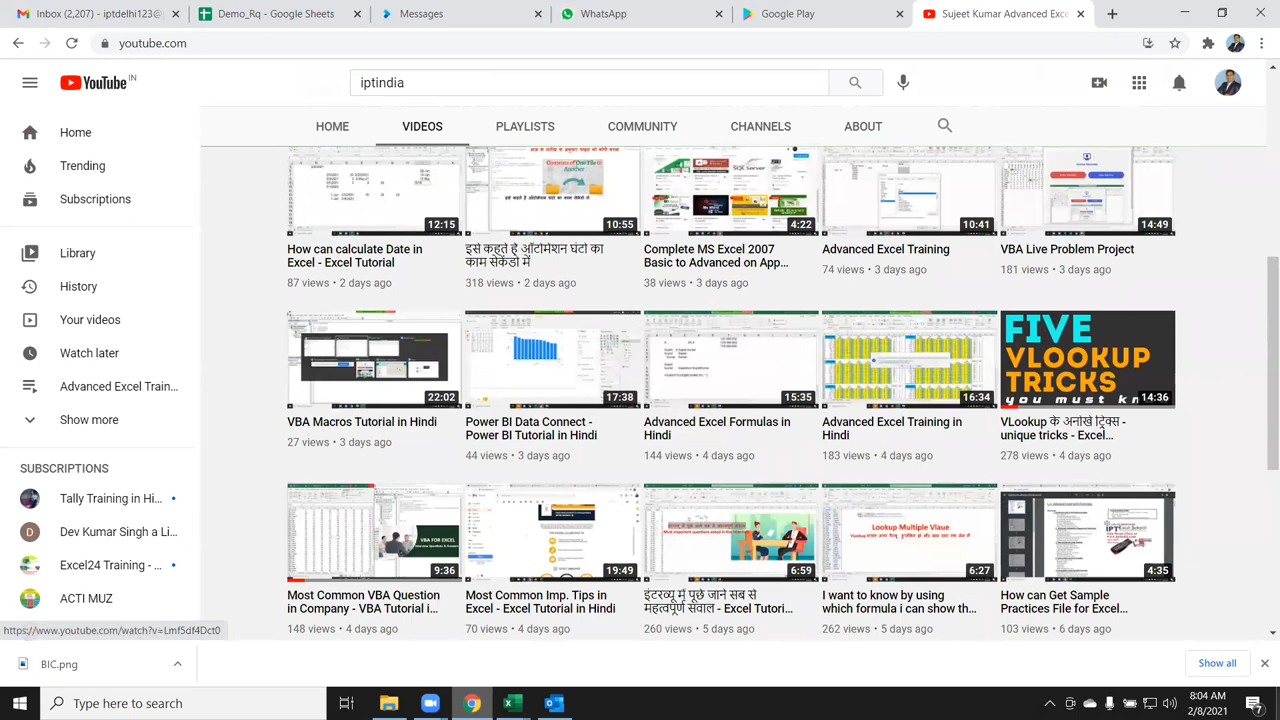 Inbox (2,207) - iptdelhi123@
Damo_Rq - Google Sheets
Messages
WhatsApp
Google Play
Sujeet Kumar Advanced Exce
youtube.com
YouTube IN
iptindia
HOME
VIDEOS
PLAYLISTS
COMMUNITY
CHANNELS
ABOUT
Home
Trending
Subscriptions
Library
History
Your videos
Watch later
Advanced Excel Train...
Show more
SUBSCRIPTIONS
Tally Training in Hi...
Dev Kumar Singh a Li...
Excel24 Training - ...
ACTI MUZ
12:15
10:55
SQL Server
4:22
10:41
14:49
How can calculate Date in
Excel - Excel Tutorial
87 views • 2 days ago
इसे कहते है ऑटोमेशन घंटो का
काम सेकेंडो में
318 views • 2 days ago
Complete MS Excel 2007
Basic to Advanced on App...
38 views • 3 days ago
Advanced Excel Training
74 views • 3 days ago
VBA Live Problem Project
181 views • 3 days ago
22:02
17:38
15:35
16:34
FIVE
VLOOKUP
TRICKS
you must kn
14:36
VBA Macros Tutorial in Hindi
27 views • 3 days ago
Power BI Data Connect -
Power BI Tutorial in Hindi
44 views • 3 days ago
Advanced Excel Formulas in
Hindi
144 views • 4 days ago
Advanced Excel Training in
Hindi
183 views • 4 days ago
VLookup के अनोखे ट्रिक्स -
unique tricks - Excel...
278 views • 4 days ago
VBA FOR EXCEL
9:36
19:49
6:59
Lookup Multiple Vlaue
6:27
4:35
Most Common VBA Question
in Company - VBA Tutorial i...
148 views • 4 days ago
Most Common Imp. Tips in
Excel - Excel Tutorial in Hindi
70 views • 4 days ago
इंटरव्यू में पूछे जाने सब से
महत्वपूर्ण सवाल - Excel Tutori...
260 views • 5 days ago
I want to know by using
which formula i can show th...
262 views • 5 days ago
How can Get Sample
Practices File for Excel...
103 views • 6 days ago
https://www.youtube.com/watch?v=Lmf5df4Dct0
BIC.png
Show all
Type here to search
8:04 AM
2/8/2021
7